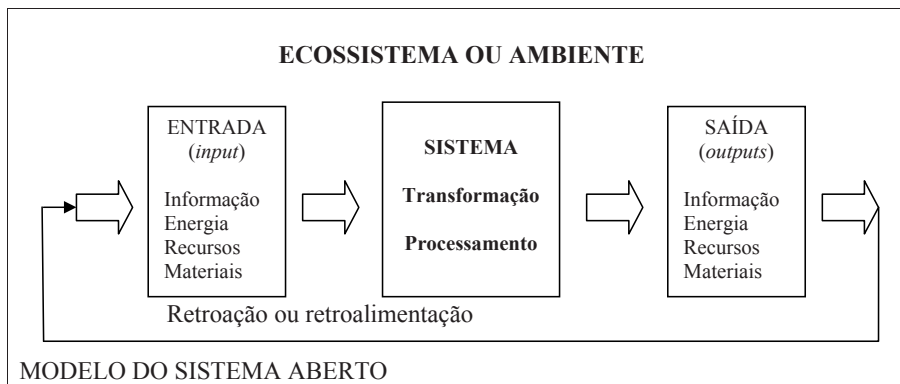 ECOSSISTEMA OU AMBIENTE
ENTRADA
(input)
Informação
Energia
Recursos
Materiais
SISTEMA
Transformação
Processamento
SAÍDA
(outputs)
Informação
Energia
Recursos
Materiais
Retroação ou retroalimentação
MODELO DO SISTEMA ABERTO